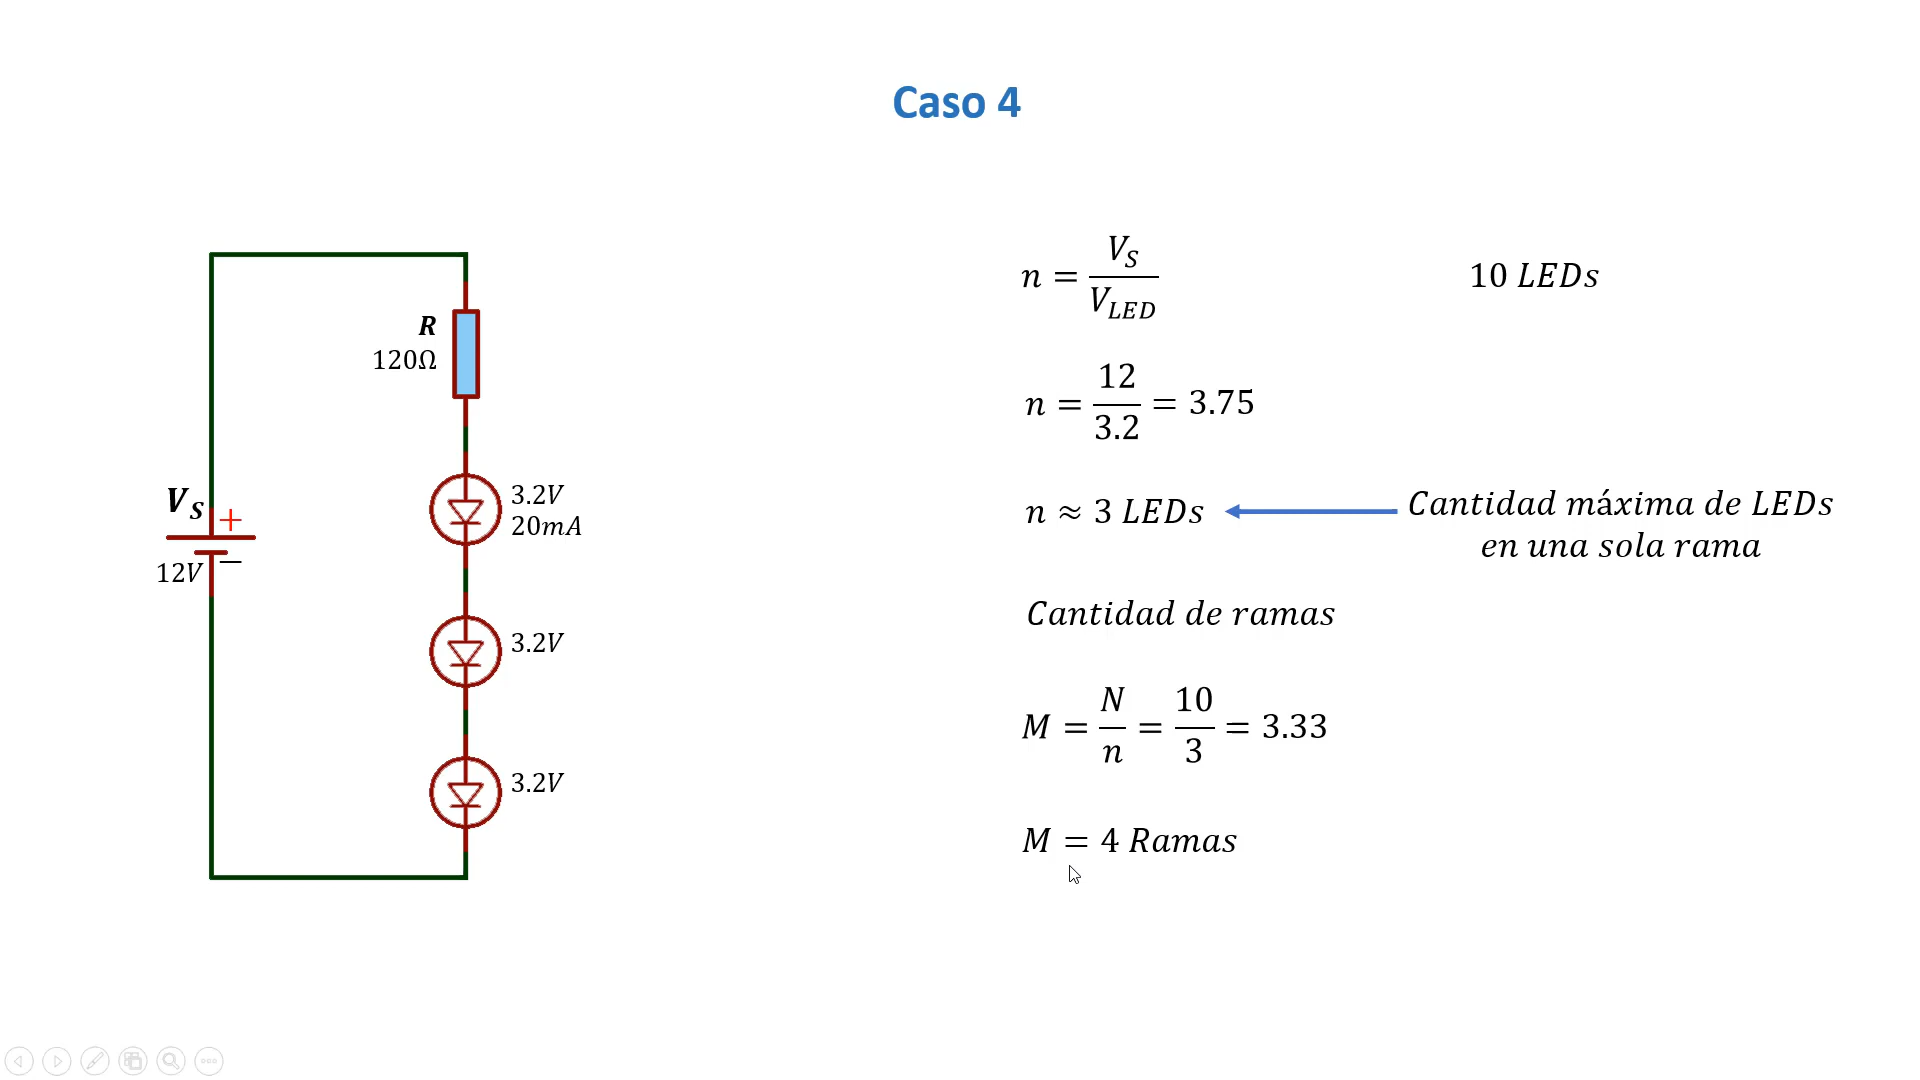 Caso 4
R
120Ω
V_S
+
−
12V
3.2V
20mA
3.2V
3.2V
n = V_S / V_LED
10 LEDs
n = 12 / 3.2 = 3.75
n ≈ 3 LEDs
Cantidad máxima de LEDs
en una sola rama
Cantidad de ramas
M = N / n = 10 / 3 = 3.33
M = 4 Ramas